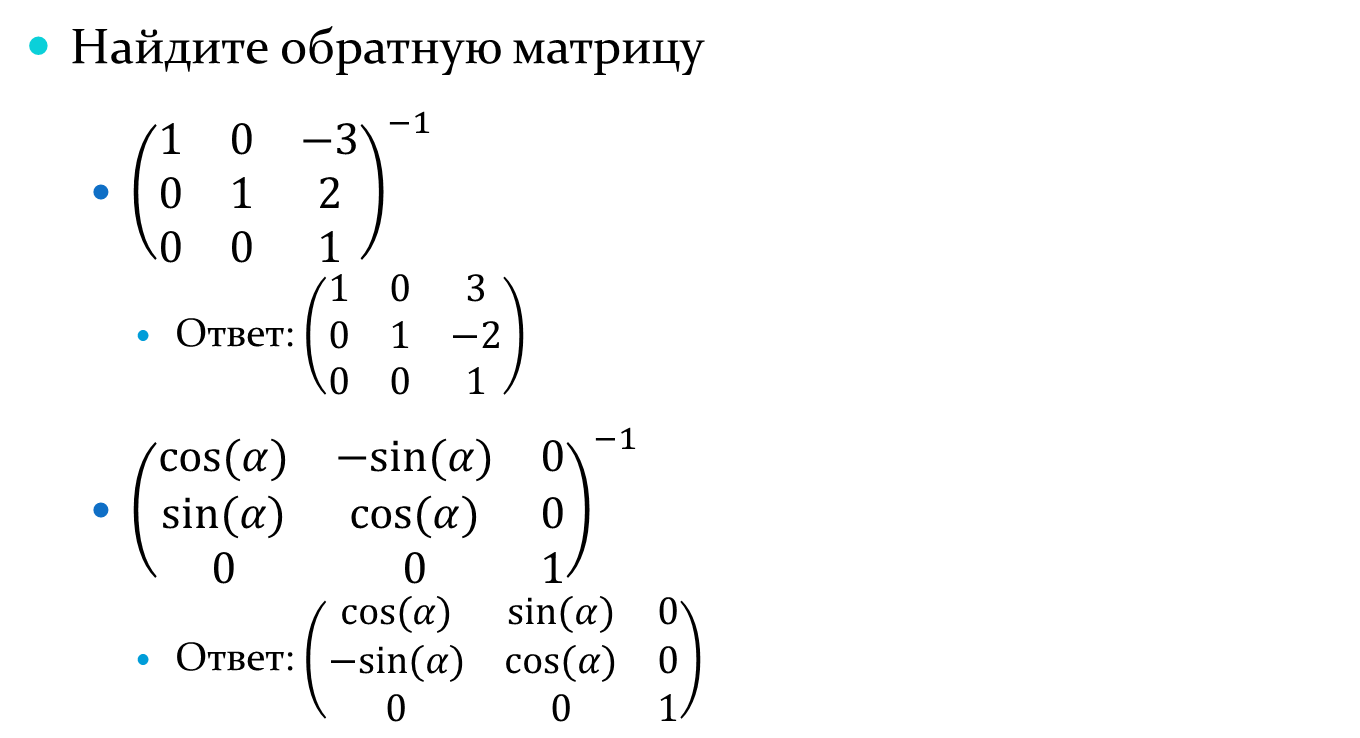 Найдите обратную матрицу
(1 0 −3)⁻¹
0 1 2
0 0 1
Ответ: (1 0 3)
0 1 −2
0 0 1
(cos(α) −sin(α) 0)⁻¹
sin(α) cos(α) 0
0 0 1
Ответ: (cos(α) sin(α) 0)
−sin(α) cos(α) 0
0 0 1